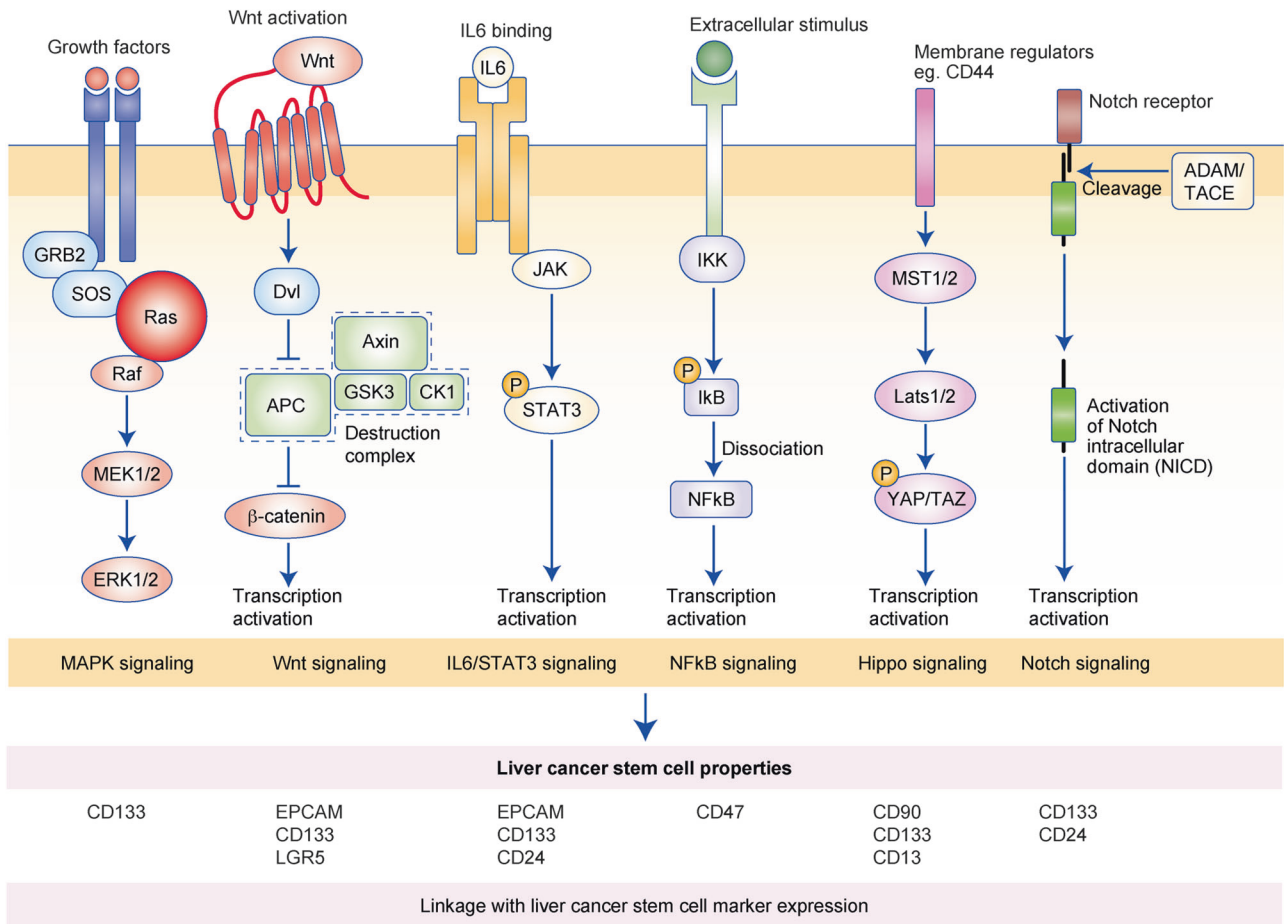 Wnt activation
Growth factors
IL6 binding
Extracellular stimulus
Membrane regulators
eg. CD44
Notch receptor
Wnt
IL6
ADAM/
TACE
Cleavage
GRB2
SOS
Ras
Raf
MEK1/2
ERK1/2
Dvl
Axin
APC
GSK3
CK1
Destruction
complex
β-catenin
Transcription
activation
JAK
P
STAT3
Transcription
activation
IKK
P
IkB
Dissociation
NFkB
Transcription
activation
MST1/2
Lats1/2
P
YAP/TAZ
Transcription
activation
Activation
of Notch
intracellular
domain (NICD)
Transcription
activation
MAPK signaling
Wnt signaling
IL6/STAT3 signaling
NFkB signaling
Hippo signaling
Notch signaling
Liver cancer stem cell properties
CD133
EPCAM
CD133
LGR5
EPCAM
CD133
CD24
CD47
CD90
CD133
CD13
CD133
CD24
Linkage with liver cancer stem cell marker expression